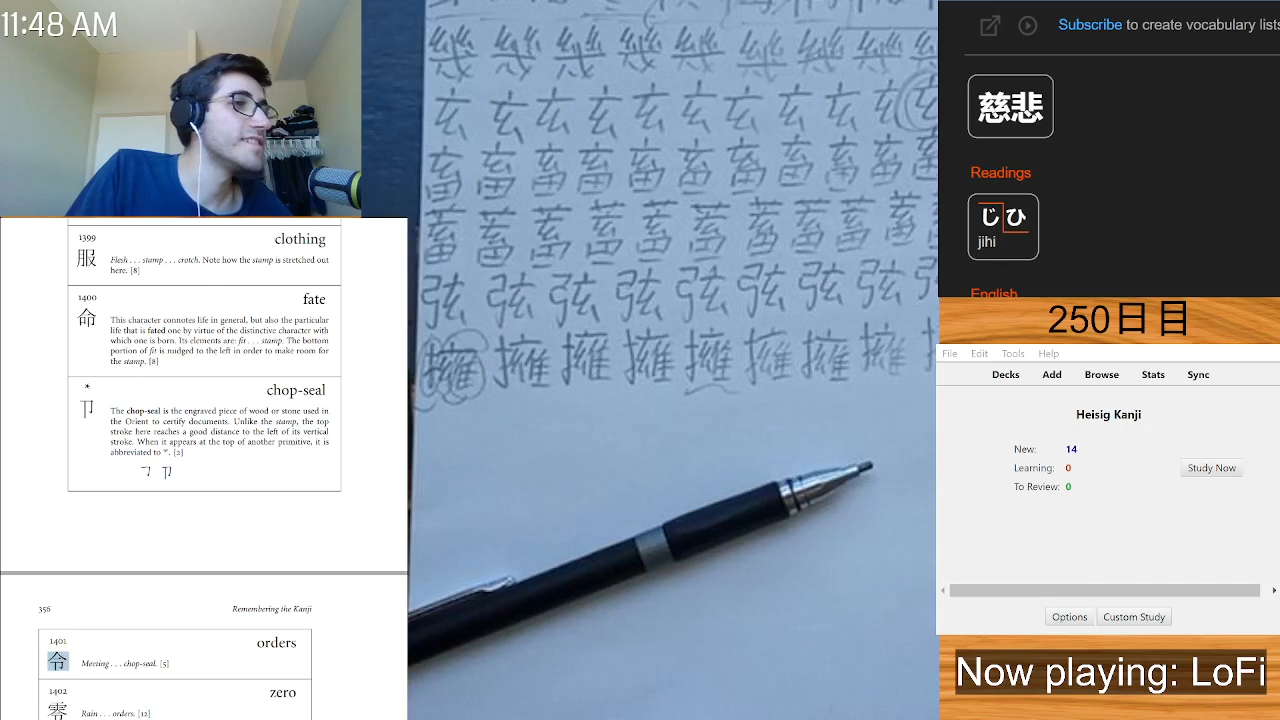 11:48 AM
1399
clothing
服
Flesh . . . stamp . . . crotch. Note how the stamp is stretched out
here. [8]
1400
fate
命
This character connotes life in general, but also the particular
life that is fated one by virtue of the distinctive character with
which one is born. Its elements are: fit . . . stamp. The bottom
portion of fit is nudged to the left in order to make room for
the stamp. [8]
*
chop-seal
卩
The chop-seal is the engraved piece of wood or stone used in
the Orient to certify documents. Unlike the stamp, the top
stroke here reaches a good distance to the left of its vertical
stroke. When it appears at the top of another primitive, it is
abbreviated to マ. [2]
356
Remembering the Kanji
1401
orders
令
Meeting . . . chop-seal. [5]
1402
zero
零
Rain . . . orders. [12]
幾 幾 幾 幾 幾 幾 幾 幾 幾
玄 玄 玄 玄 玄 玄 玄 玄 玄 玄
畜 畜 畜 畜 畜 畜 畜 畜 畜 畜
蓄 蓄 蓄 蓄 蓄 蓄 蓄 蓄 蓄
弦 弦 弦 弦 弦 弦 弦 弦 弦
擁 擁 擁 擁 擁 擁 擁 擁 擁
Subscribe to create vocabulary lists
慈悲
Readings
じひ
jihi
English
250日目
File Edit Tools Help
Decks Add Browse Stats Sync
Heisig Kanji
New: 14
Learning: 0
To Review: 0
Study Now
Options Custom Study
Now playing: LoFi